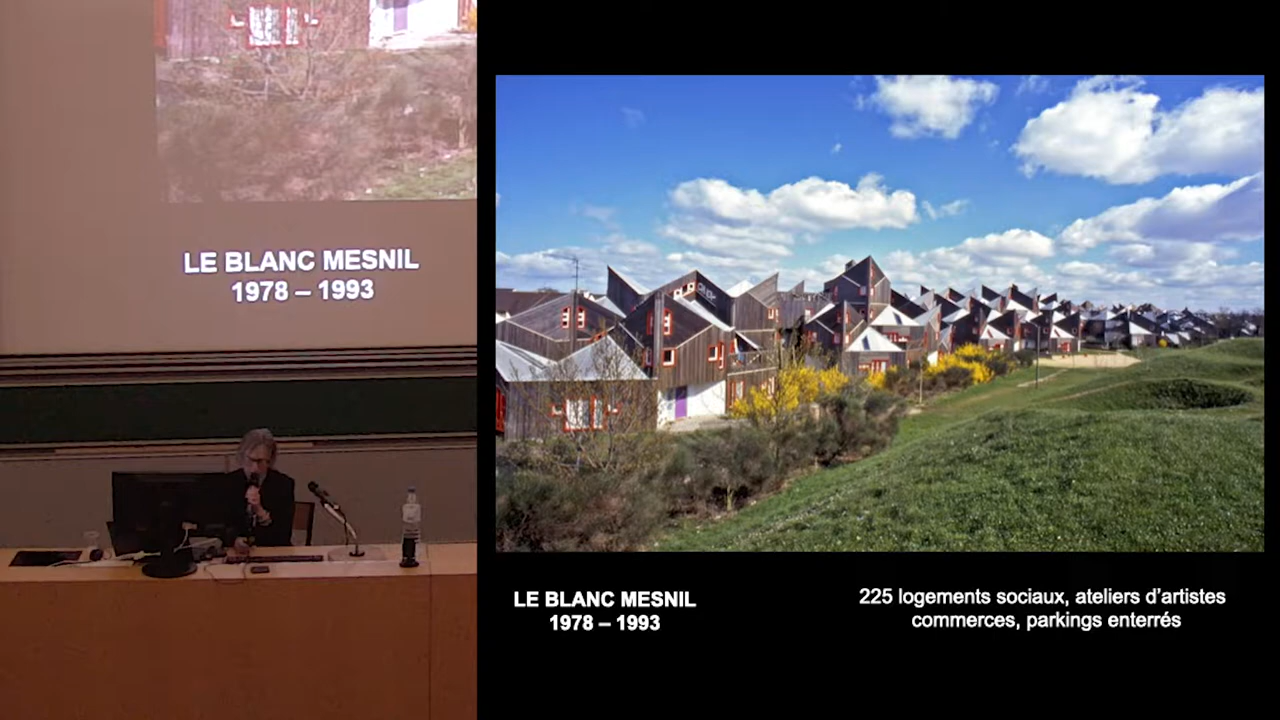 LE BLANC MESNIL
1978 – 1993
LE BLANC MESNIL
1978 – 1993
225 logements sociaux, ateliers d’artistes
commerces, parkings enterrés